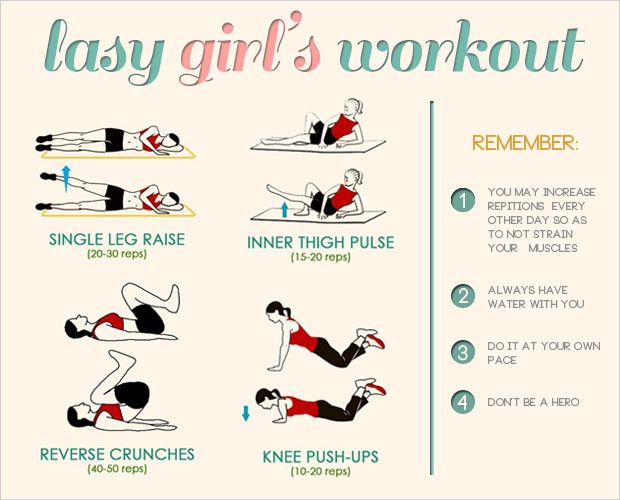 lasy girl's workout
SINGLE LEG RAISE
(20-30 reps)
INNER THIGH PULSE
(15-20 reps)
REVERSE CRUNCHES
(40-50 reps)
KNEE PUSH-UPS
(10-20 reps)
REMEMBER:
1 YOU MAY INCREASE
REPITIONS EVERY
OTHER DAY SO AS
TO NOT STRAIN
YOUR MUSCLES
2 ALWAYS HAVE
WATER WITH YOU
3 DO IT AT YOUR OWN
PACE
4 DON'T BE A HERO